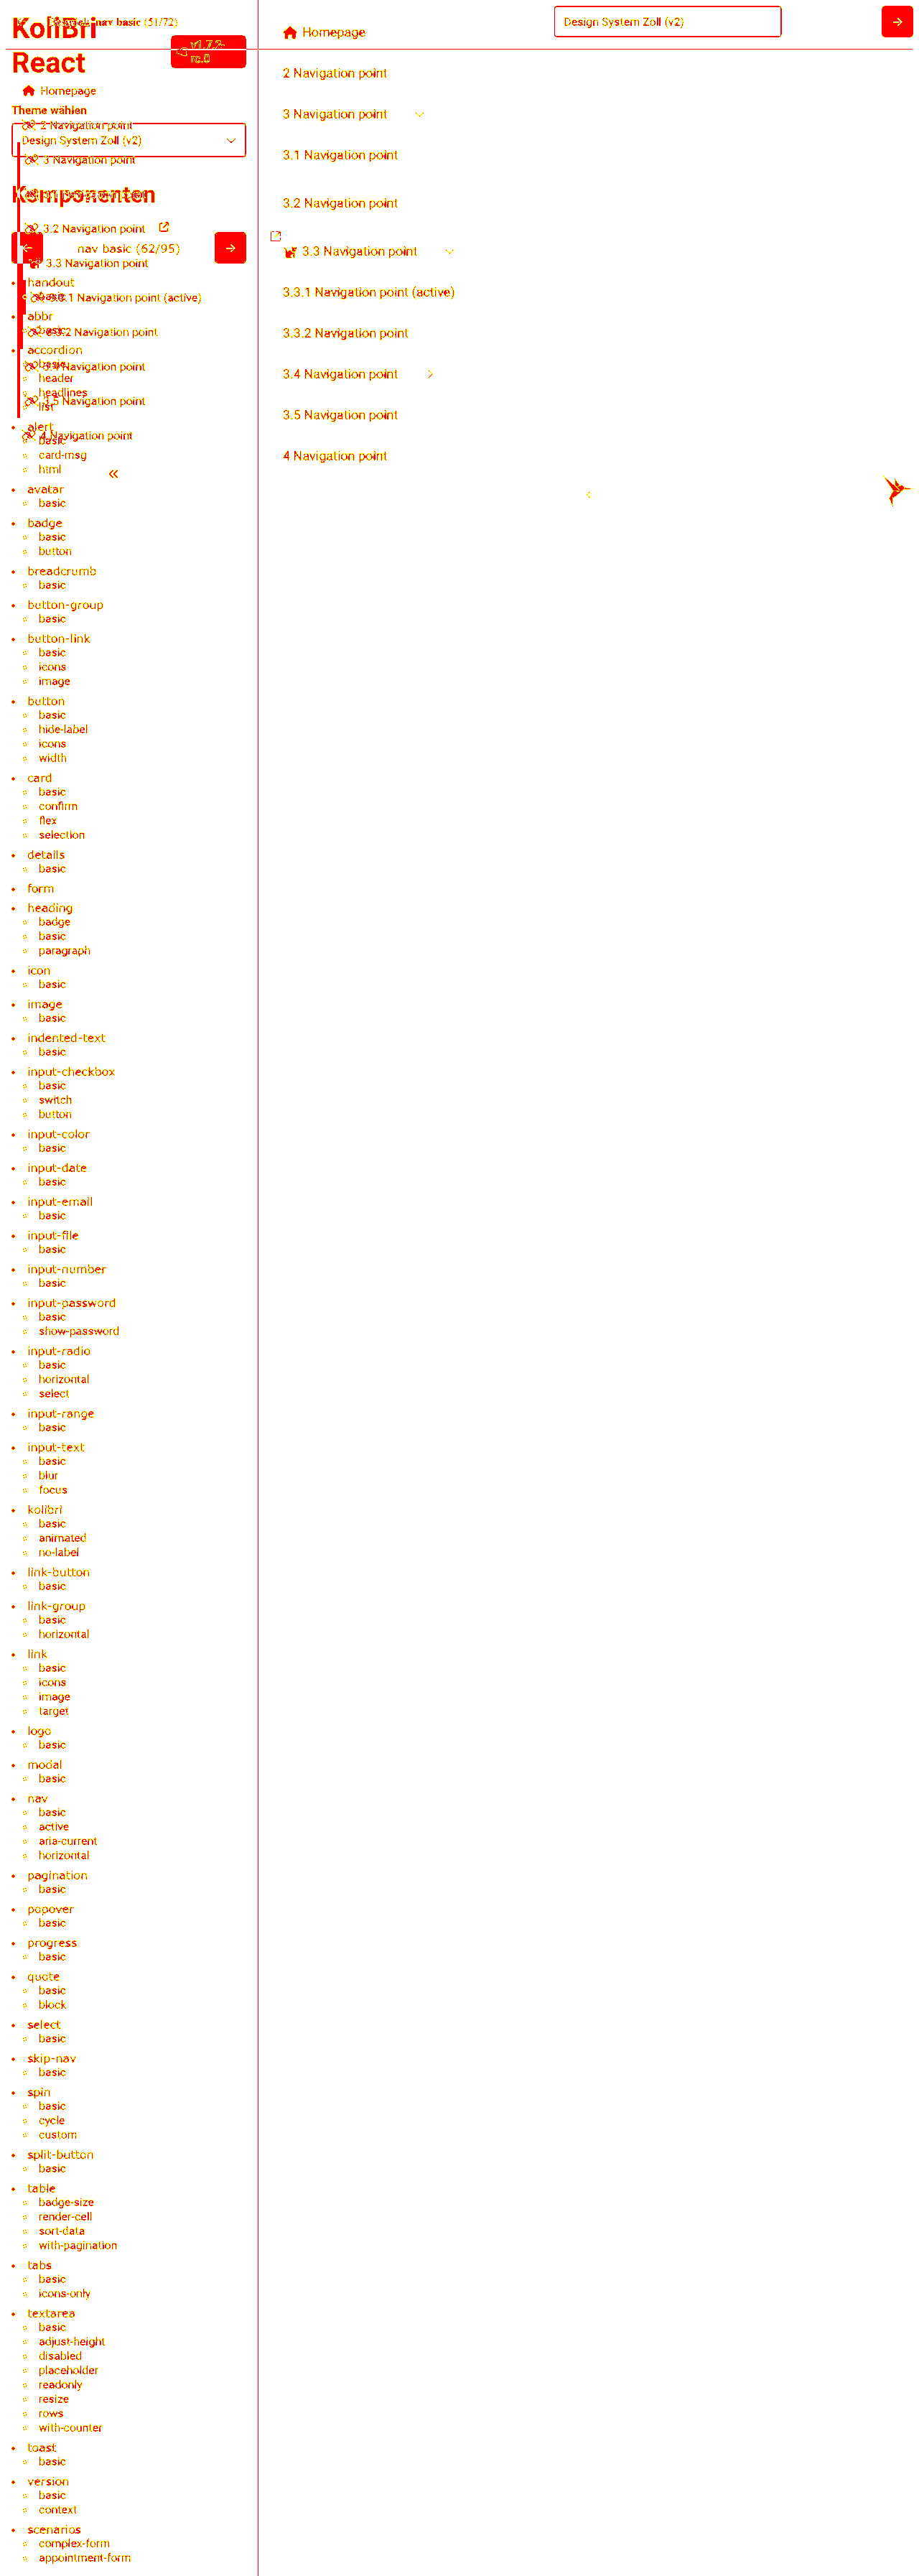 KoliBri
React
nav basic (51/72)
v1.7.2-
rc.0
Homepage
Theme wählen
2 Navigation point
Design System Zoll (v2)
3 Navigation point
Komponenten
3.2 Navigation point
nav basic (62/95)
3.3 Navigation point
handout
basic
3.3.1 Navigation point (active)
abbr
basic
3.3.2 Navigation point
accordion
basic
3.4 Navigation point
header
headlines
3.5 Navigation point
list
alert
4 Navigation point
basic
card-msg
html
avatar
basic
badge
basic
button
breadcrumb
basic
button-group
basic
button-link
basic
icons
image
button
basic
hide-label
icons
width
card
basic
confirm
flex
selection
details
basic
form
heading
badge
basic
paragraph
icon
basic
image
basic
indented-text
basic
input-checkbox
basic
switch
button
input-color
basic
input-date
basic
input-email
basic
input-file
basic
input-number
basic
input-password
basic
show-password
input-radio
basic
horizontal
select
input-range
basic
input-text
basic
blur
focus
kolibri
basic
animated
no-label
link-button
basic
link-group
basic
horizontal
link
basic
icons
image
target
logo
basic
modal
basic
nav
basic
active
aria-current
horizontal
pagination
basic
popover
basic
progress
basic
quote
basic
block
select
basic
skip-nav
basic
spin
basic
cycle
custom
split-button
basic
table
badge-size
render-cell
sort-data
with-pagination
tabs
basic
icons-only
textarea
basic
adjust-height
disabled
placeholder
readonly
resize
rows
with-counter
toast
basic
version
basic
context
scenarios
complex-form
appointment-form
Design System Zoll (v2)
Homepage
2 Navigation point
3 Navigation point
3.1 Navigation point
3.2 Navigation point
3.3 Navigation point
3.3.1 Navigation point (active)
3.3.2 Navigation point
3.4 Navigation point
3.5 Navigation point
4 Navigation point